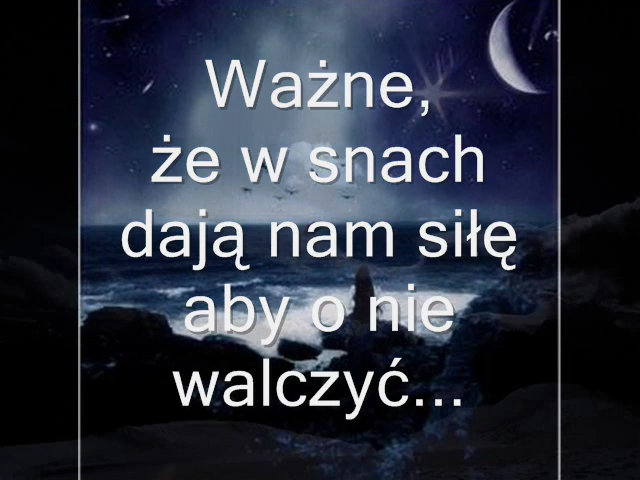 Ważne,
że w snach
dają nam siłę
aby o nie
walczyć...